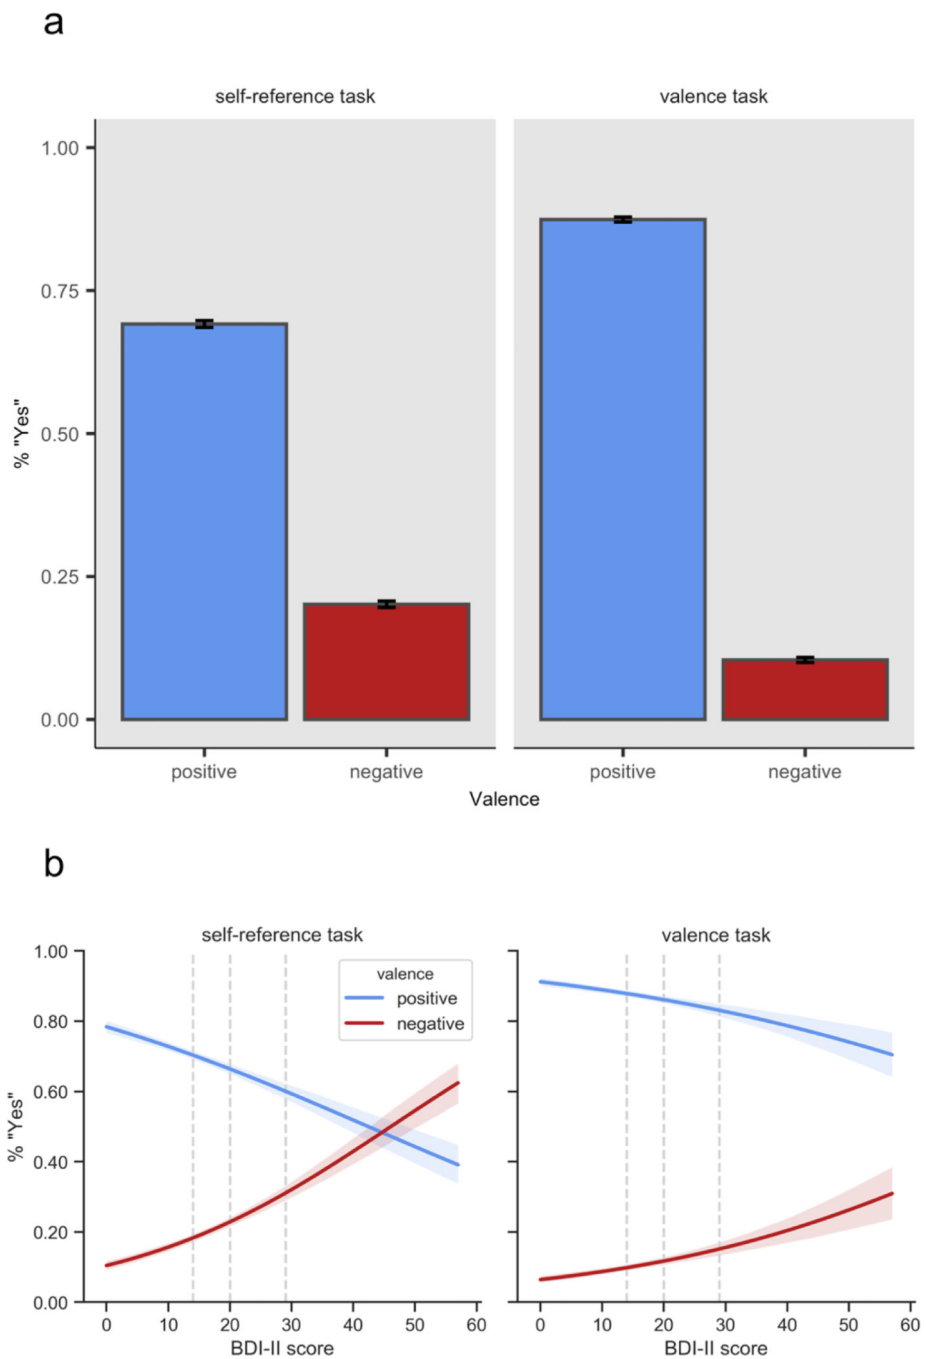 a
self-reference task
valence task
1.00
0.75
0.50
0.25
0.00
% "Yes"
positive
negative
positive
negative
Valence
b
self-reference task
valence task
1.00
0.80
0.60
0.40
0.20
0.00
% "Yes"
valence
positive
negative
0 10 20 30 40 50 60
0 10 20 30 40 50 60
BDI-II score
BDI-II score